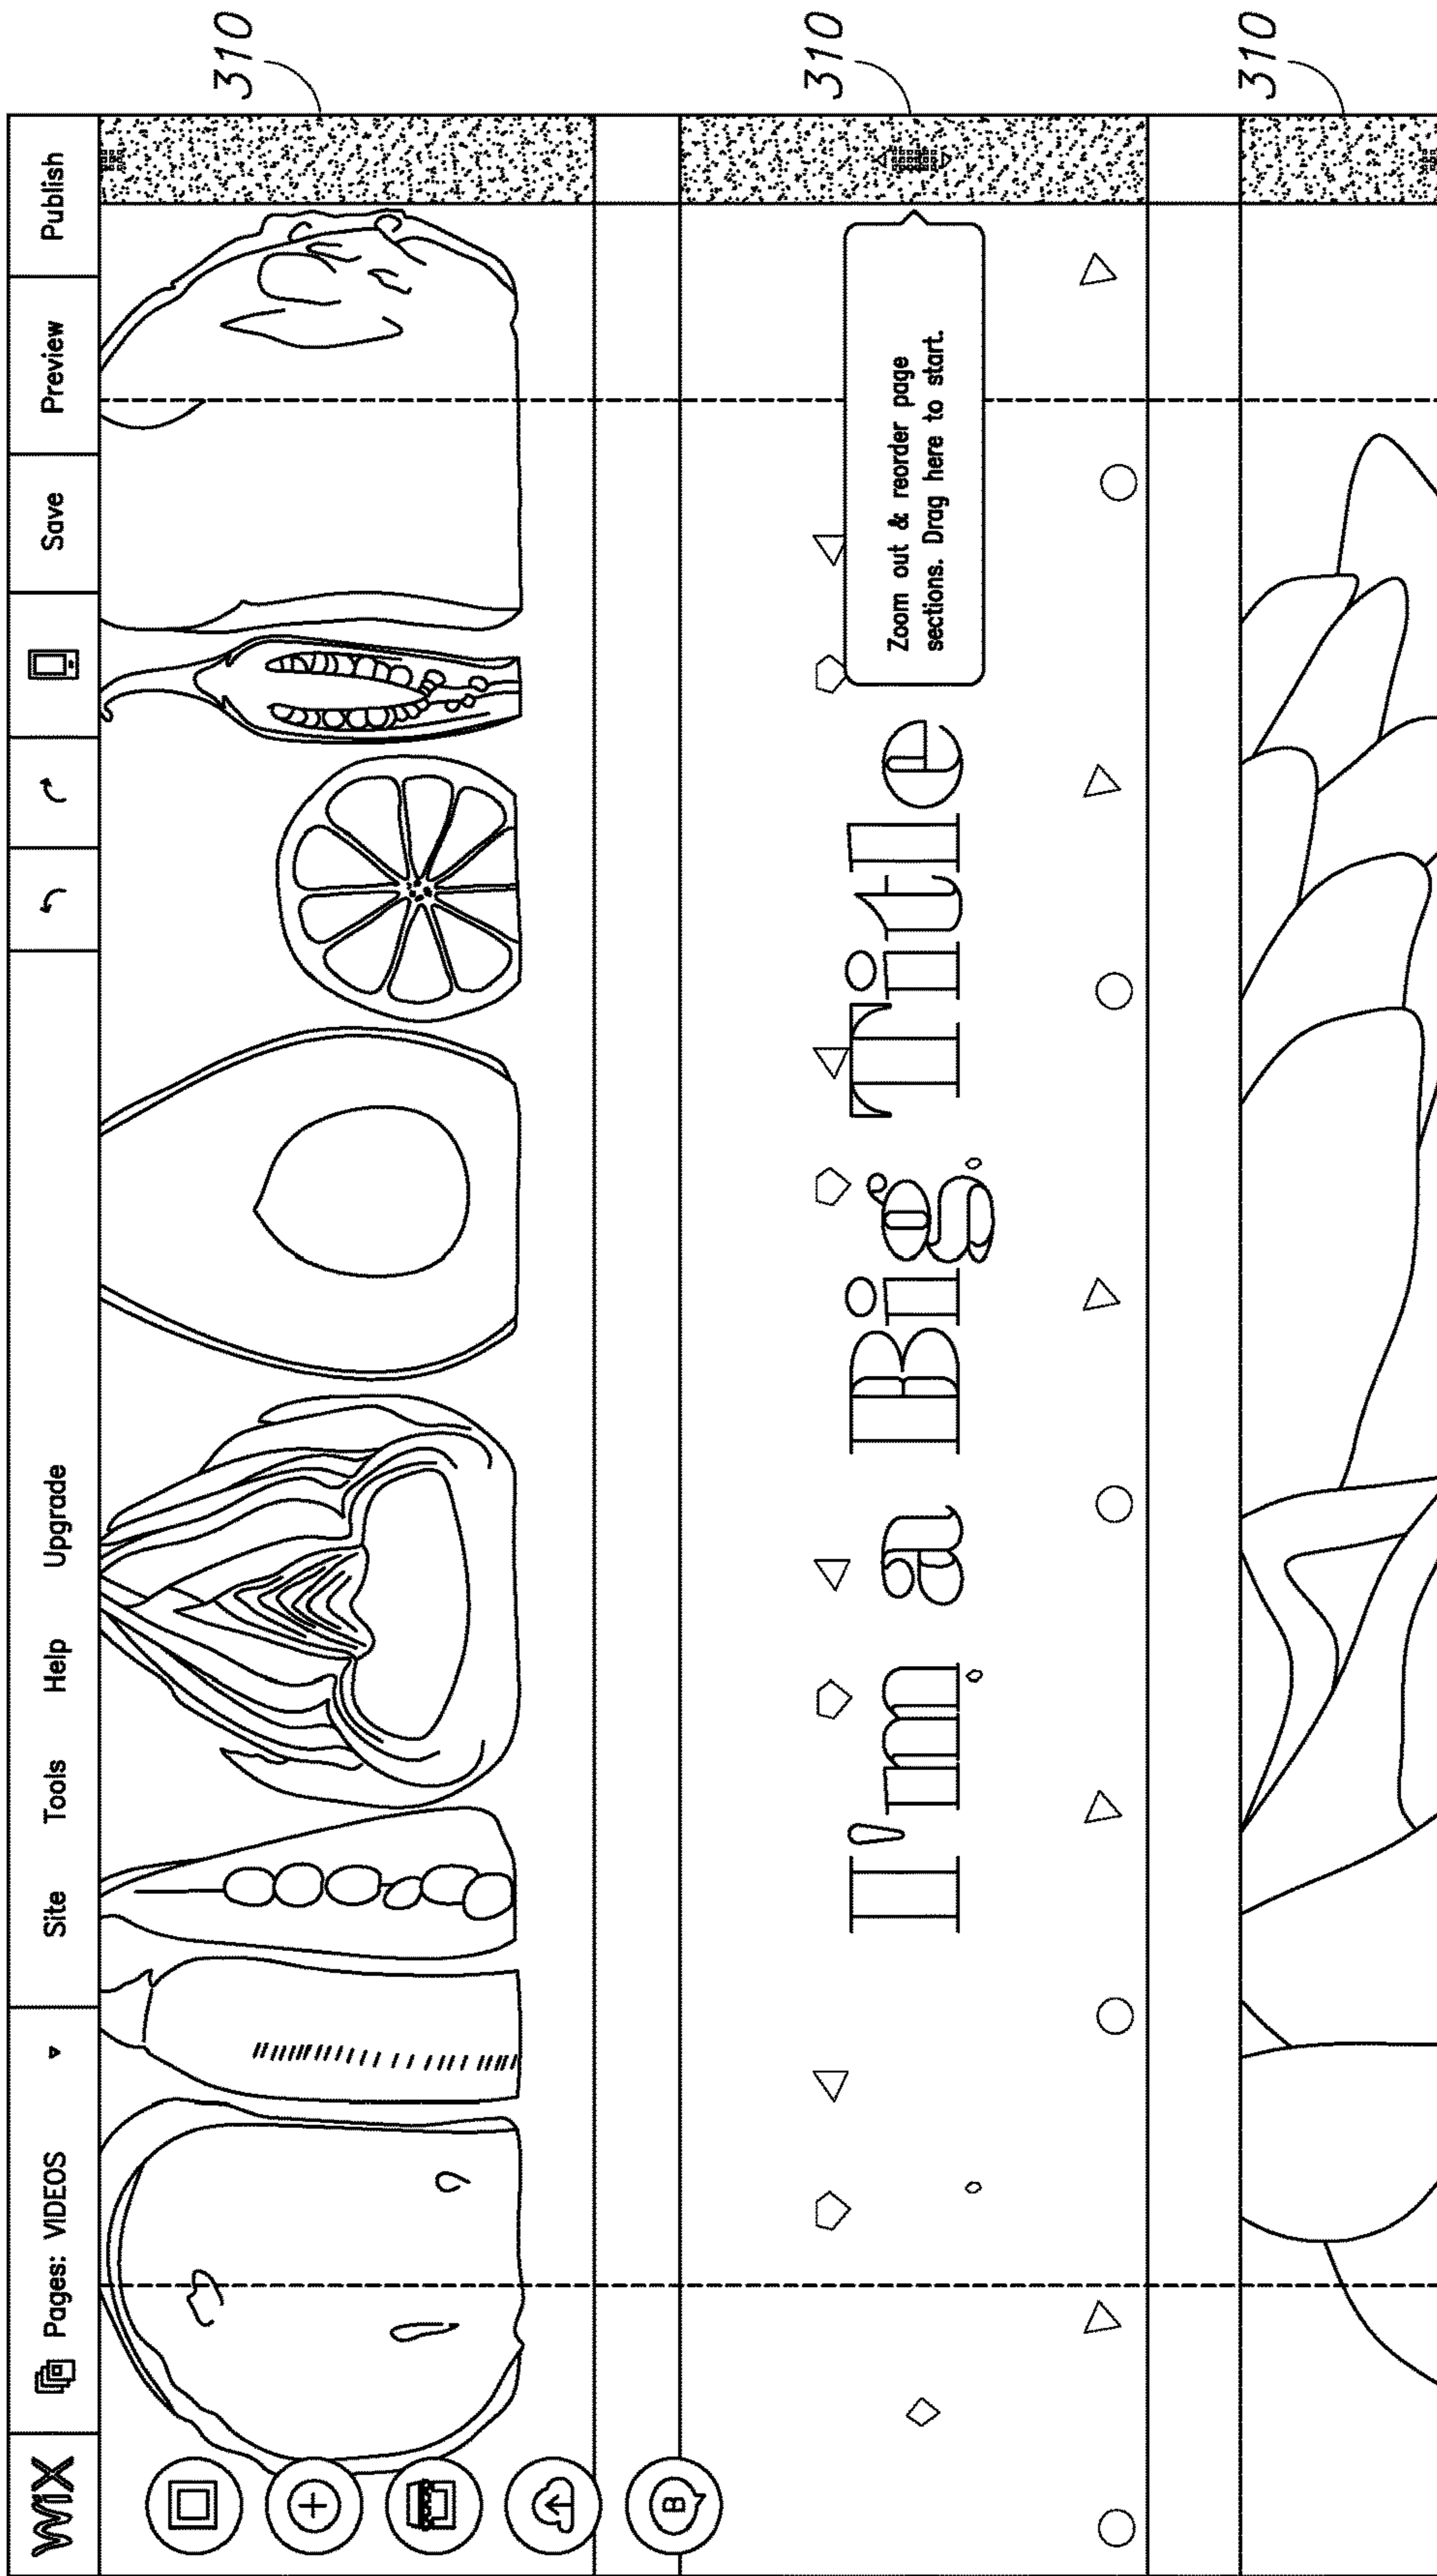 WiX
Pages: VIDEOS
Site Tools Help Upgrade
Save Preview Publish
310
B
I'm a Big Title
Zoom out & reorder page
sections. Drag here to start.
310
310